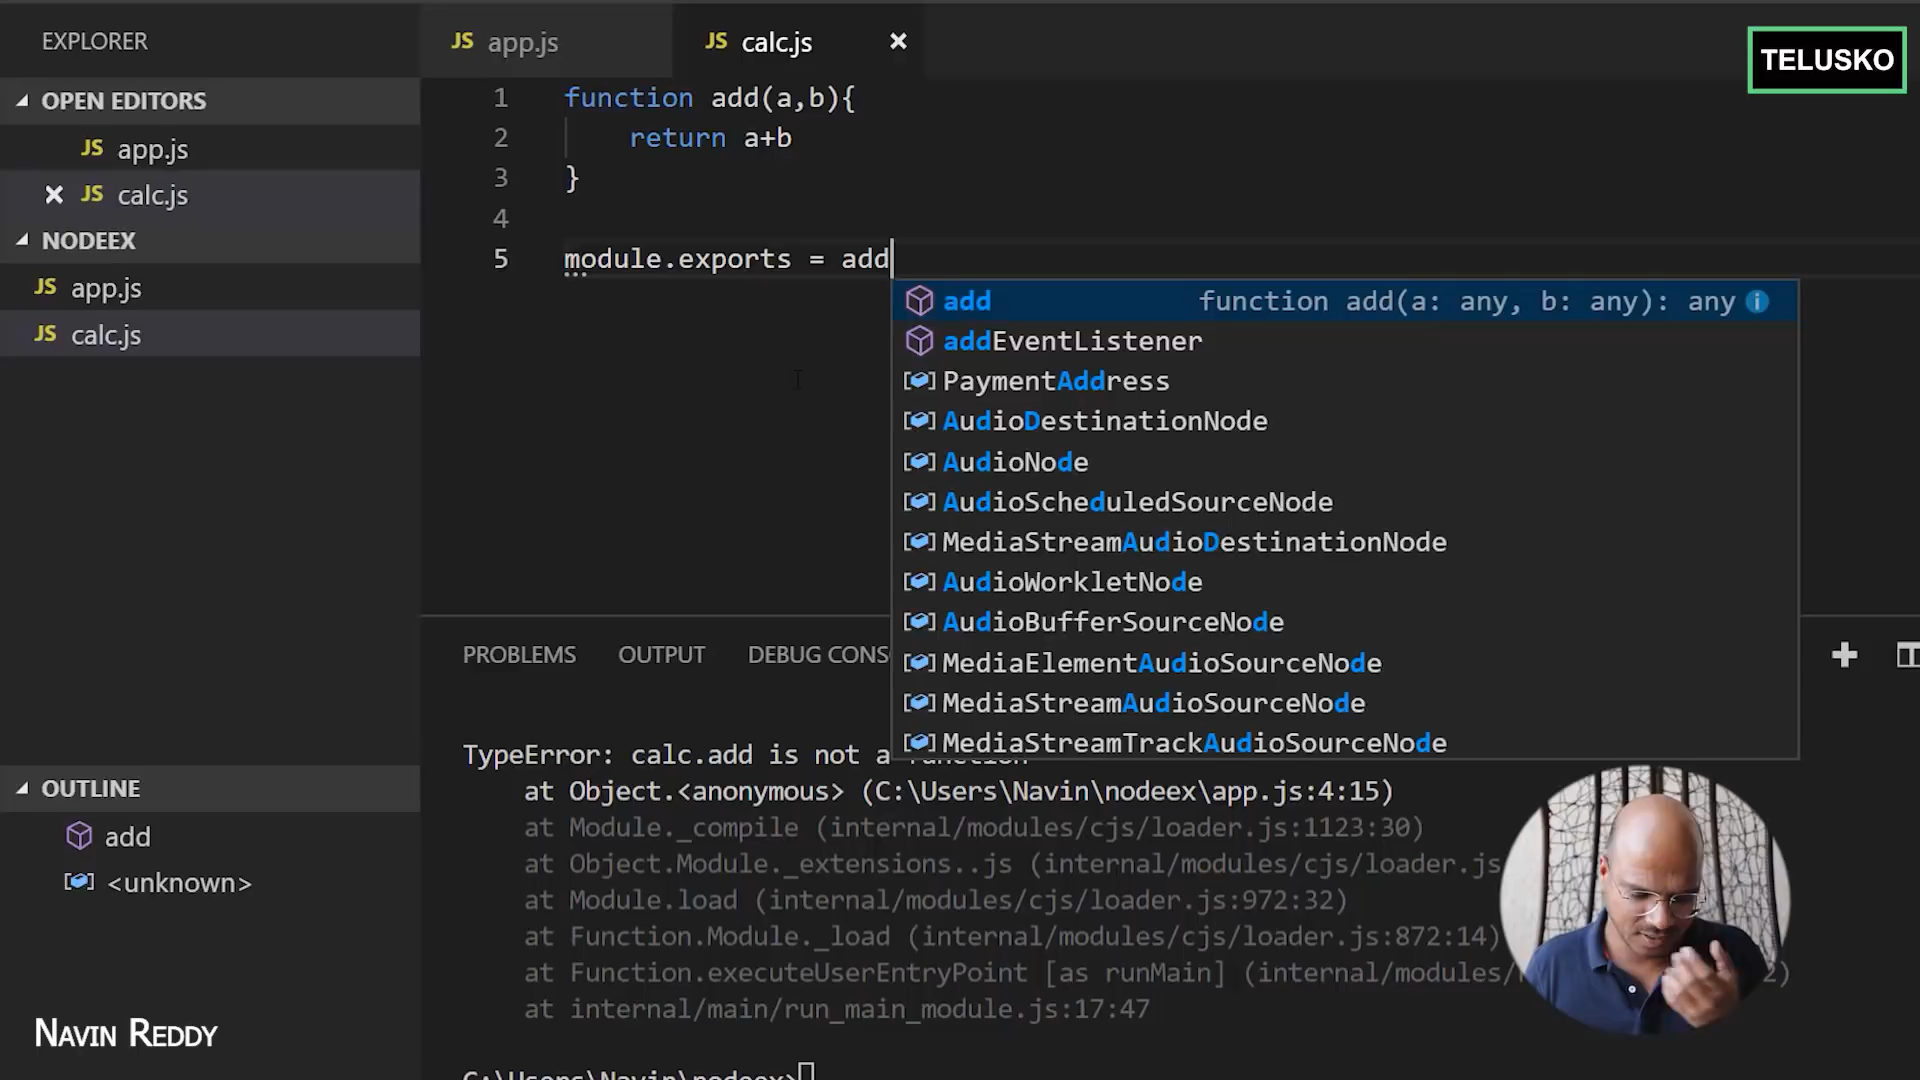 EXPLORER
OPEN EDITORS
JS app.js
JS calc.js
NODEEX
JS app.js
JS calc.js
OUTLINE
add
<unknown>
NAVIN REDDY
JS app.js
JS calc.js
TELUSKO
1 function add(a,b){
2 return a+b
3 }
4
5 module.exports = add
add function add(a: any, b: any): any
addEventListener
PaymentAddress
AudioDestinationNode
AudioNode
AudioScheduledSourceNode
MediaStreamAudioDestinationNode
AudioWorkletNode
AudioBufferSourceNode
MediaElementAudioSourceNode
MediaStreamAudioSourceNode
MediaStreamTrackAudioSourceNode
PROBLEMS OUTPUT DEBUG CONS
TypeError: calc.add is not a function
at Object.<anonymous> (C:\Users\Navin\nodeex\app.js:4:15)
at Module._compile (internal/modules/cjs/loader.js:1123:30)
at Object.Module._extensions..js (internal/modules/cjs/loader.js
at Module.load (internal/modules/cjs/loader.js:972:32)
at Function.Module._load (internal/modules/cjs/loader.js:872:14)
at Function.executeUserEntryPoint [as runMain] (internal/modules/ 2)
at internal/main/run_main_module.js:17:47
C:\Users\Navin\nodeex>